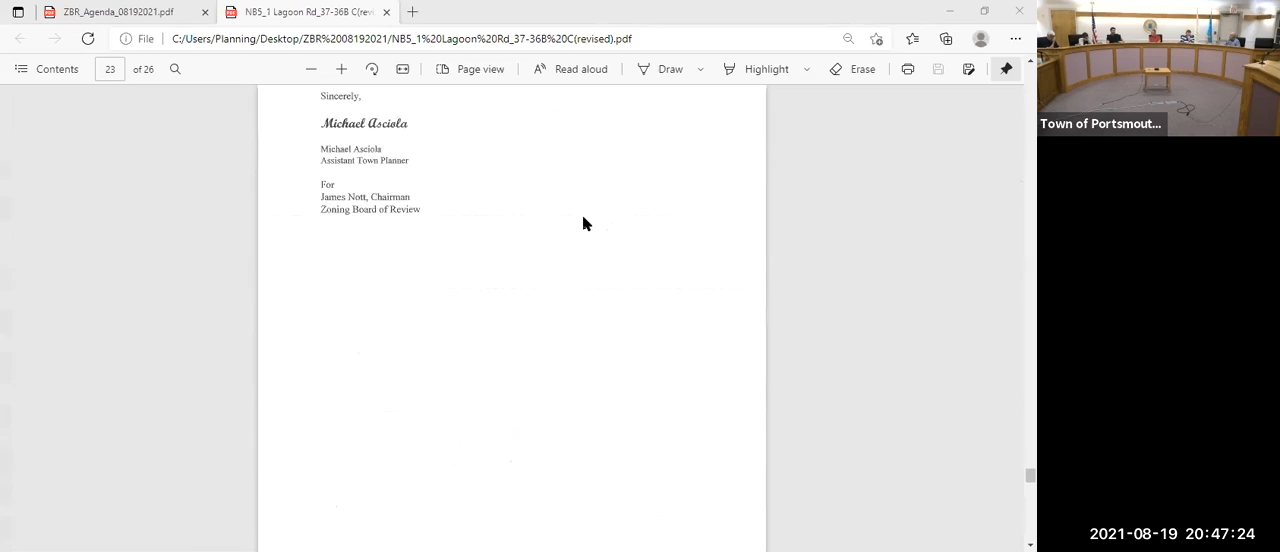 ZBR_Agenda_08192021.pdf
NB5_1 Lagoon Rd_37-36B C(revi
File
C:/Users/Planning/Desktop/ZBR%2008192021/NB5_1%20Lagoon%20Rd_37-36B%20C(revised).pdf
Contents
23
of 26
Page view
Read aloud
Draw
Highlight
Erase
Sincerely,
Michael Asciola
Michael Asciola
Assistant Town Planner
For
James Nott, Chairman
Zoning Board of Review
Town of Portsmout...
2021-08-19 20:47:24